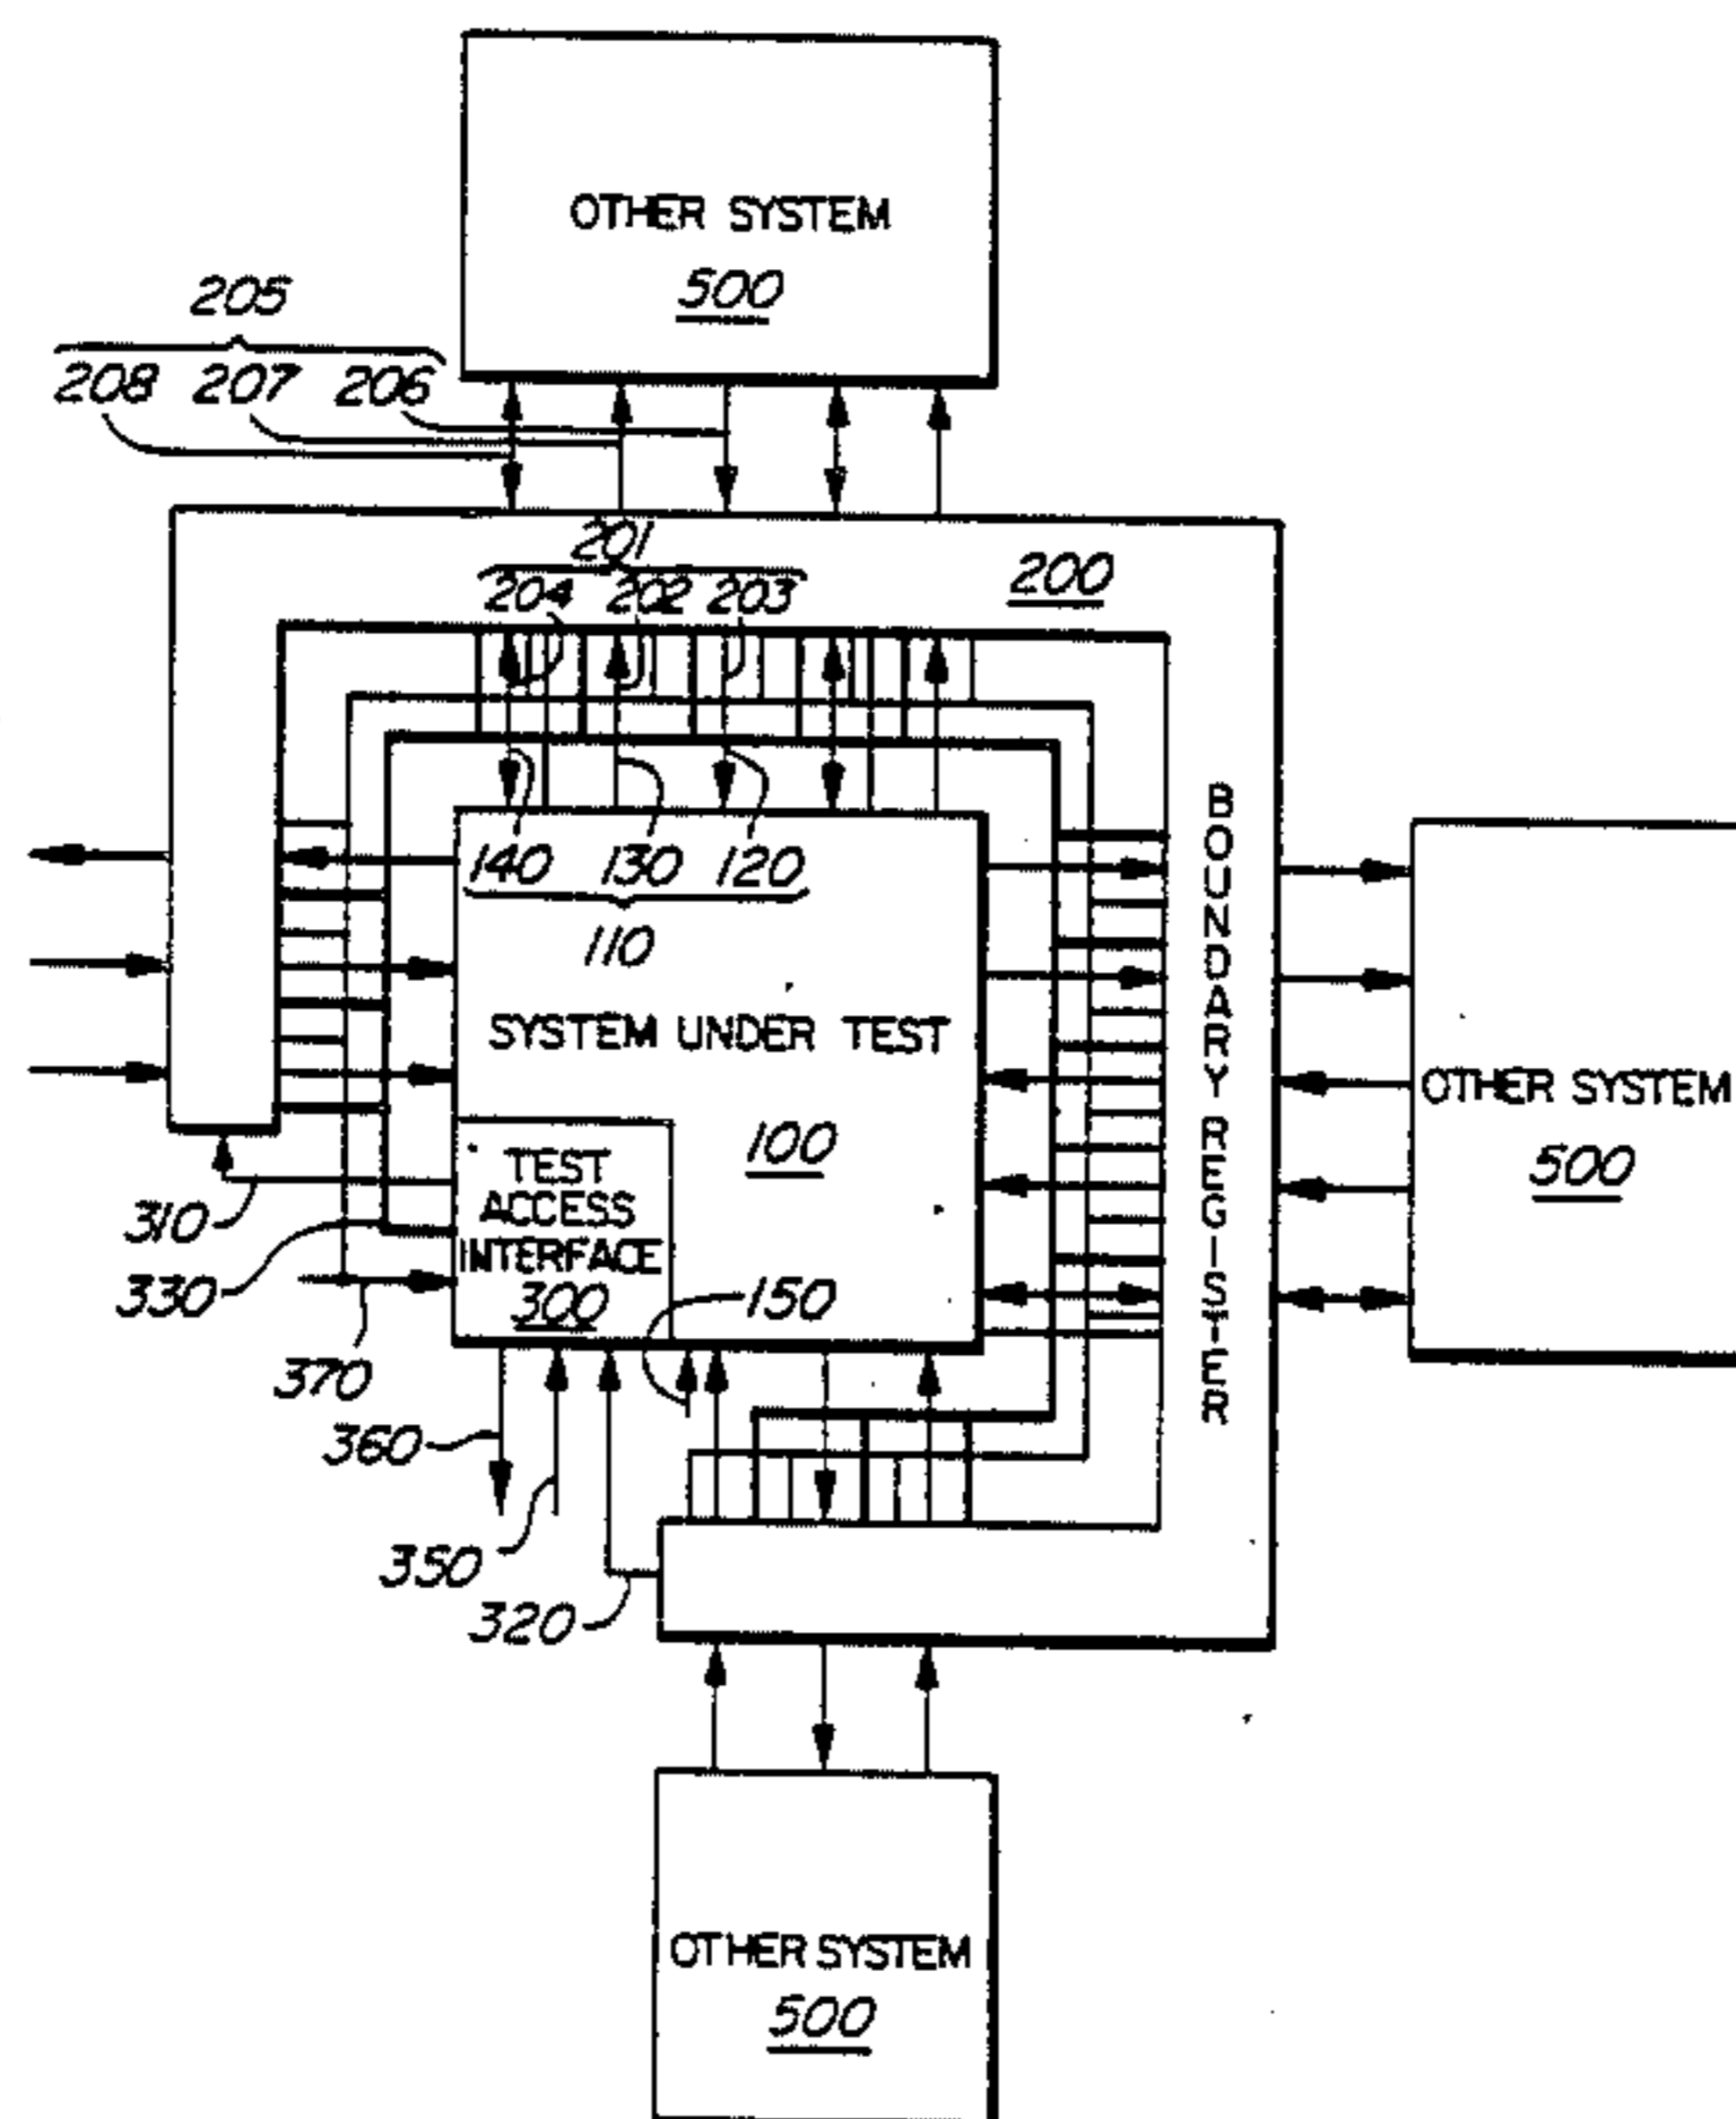 OTHER SYSTEM
500
205
208 207 206
201
204 202 203
200
140 130 120
110
SYSTEM UNDER TEST
100
BOUNDARY REGISTER
OTHER SYSTEM
500
TEST
ACCESS
INTERFACE
300
150
310
330
370
360
350
320
OTHER SYSTEM
500